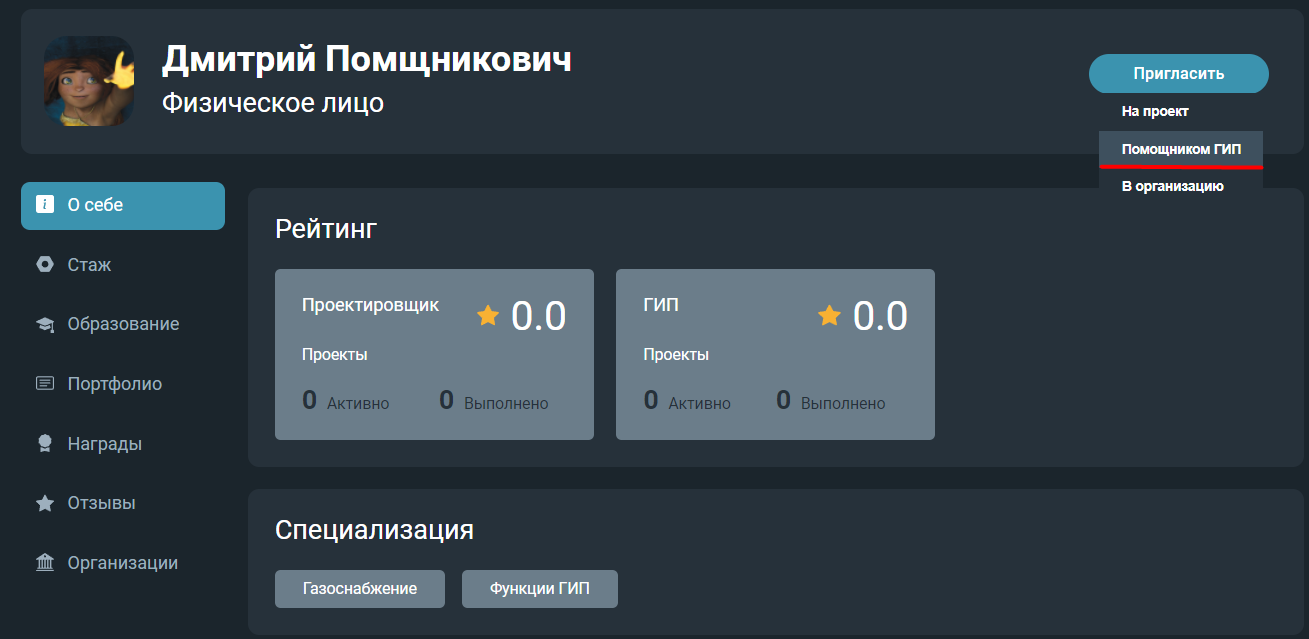 Дмитрий Помщникович
Физическое лицо
Пригласить
На проект
Помощником ГИП
В организацию
О себе
Стаж
Образование
Портфолио
Награды
Отзывы
Организации
Рейтинг
Проектировщик 0.0
Проекты
0 Активно 0 Выполнено
ГИП 0.0
Проекты
0 Активно 0 Выполнено
Специализация
Газоснабжение Функции ГИП